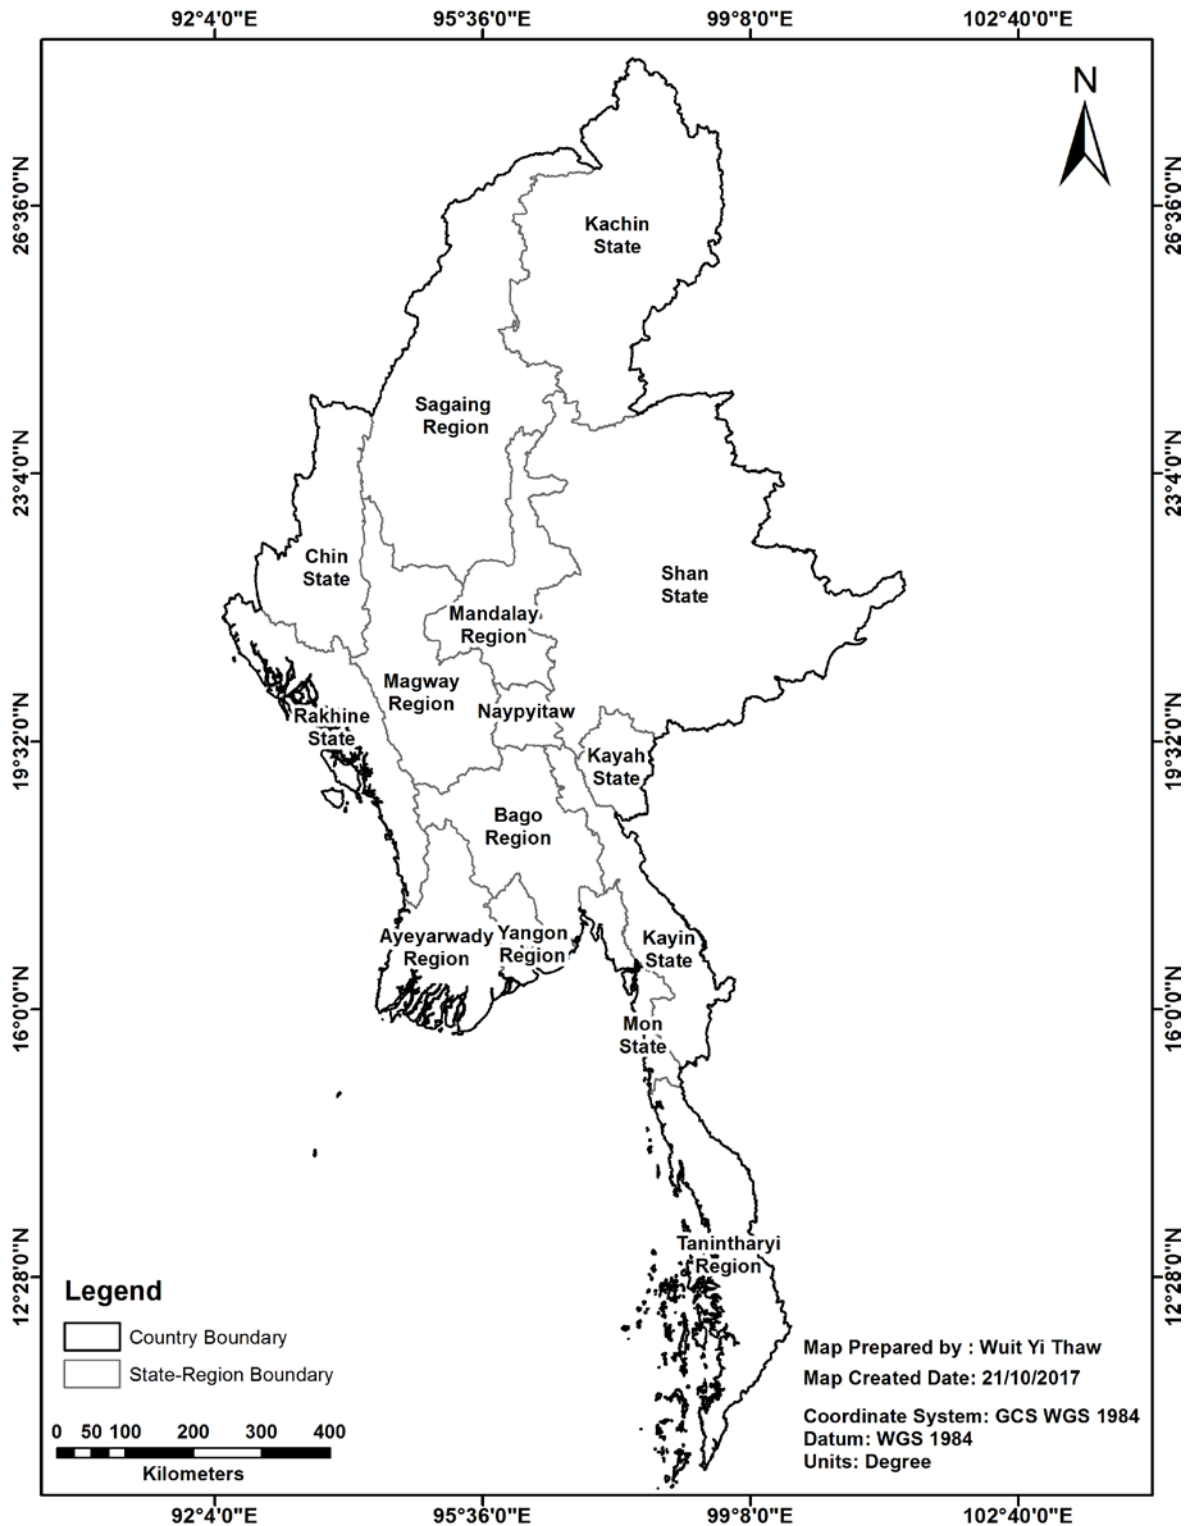 92°4'0"E 95°36'0"E 99°8'0"E 102°40'0"E
N
26°36'0"N
26°36'0"N
Kachin
State
Sagaing
Region
23°4'0"N
23°4'0"N
Chin
State
Shan
State
Mandalay
Region
Magway
Region
Naypyitaw
Rakhine
State
19°32'0"N
19°32'0"N
Kayah
State
Bago
Region
Ayeyarwady
Region
Yangon
Region
Kayin
State
16°0'0"N
16°0'0"N
Mon
State
Tanintharyi
Region
12°28'0"N
12°28'0"N
Legend
Country Boundary
State-Region Boundary
0 50 100 200 300 400
Kilometers
Map Prepared by : Wuit Yi Thaw
Map Created Date: 21/10/2017
Coordinate System: GCS WGS 1984
Datum: WGS 1984
Units: Degree
92°4'0"E 95°36'0"E 99°8'0"E 102°40'0"E